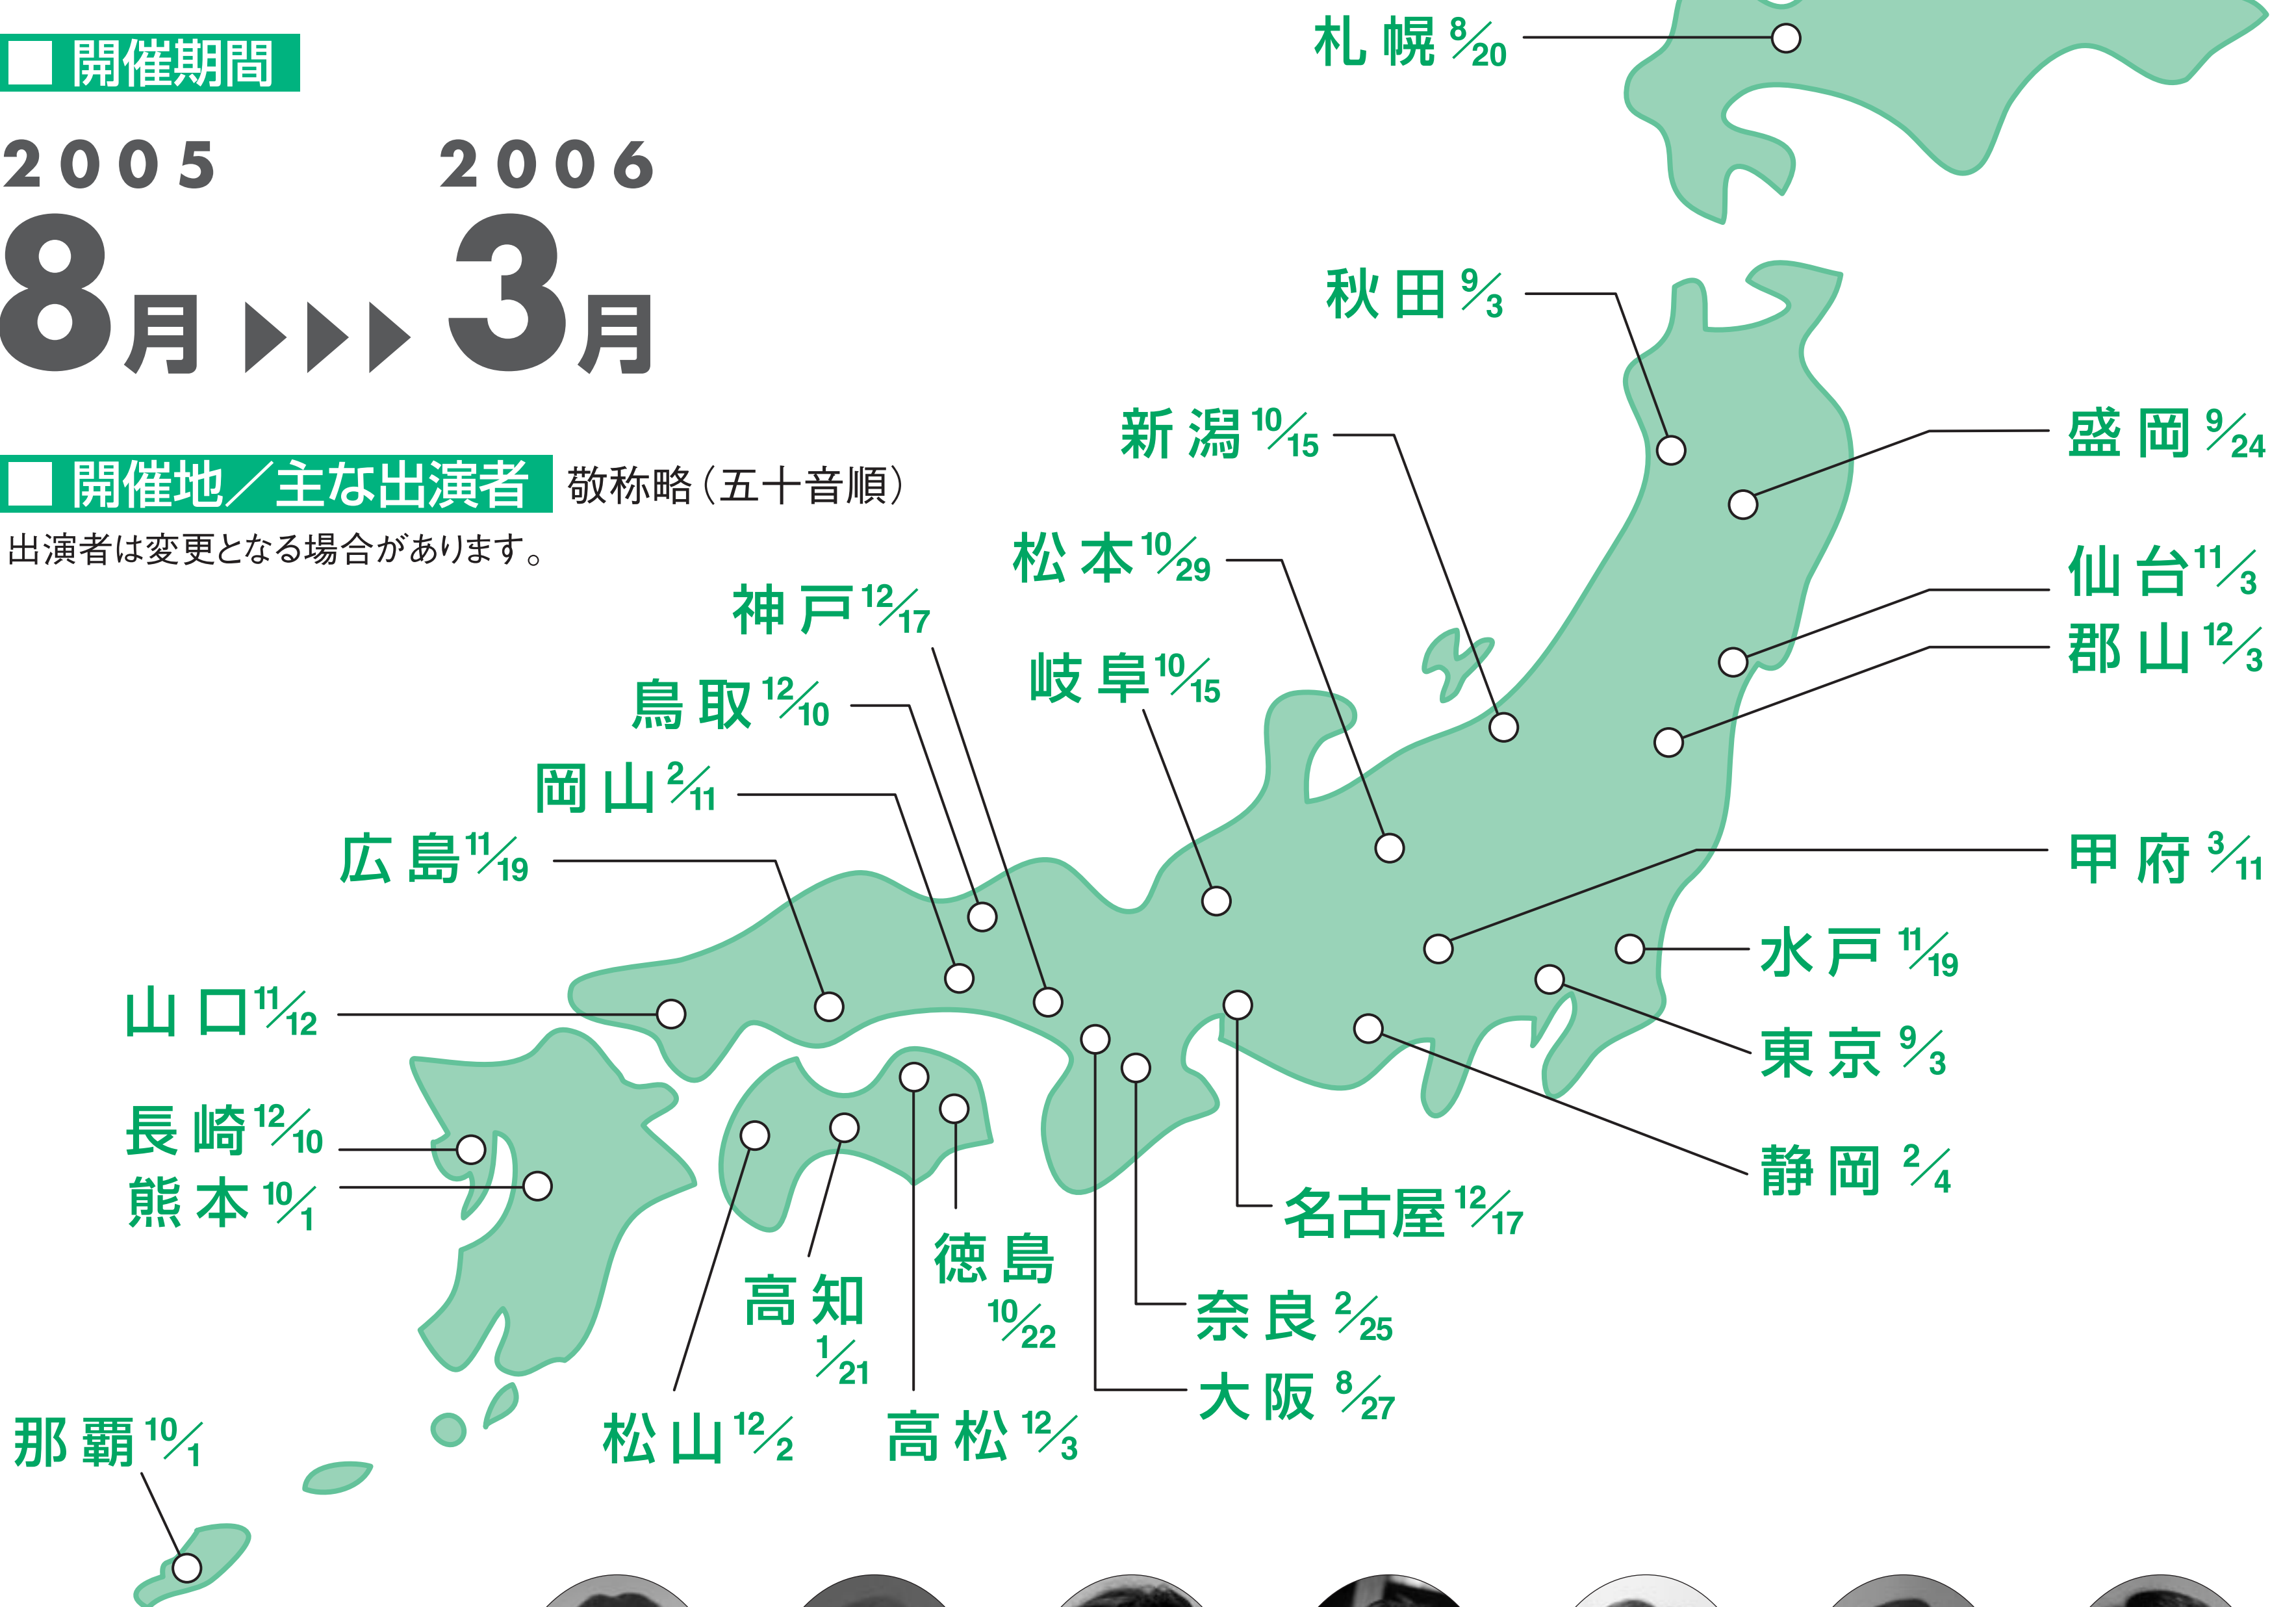 ■ 開催期間
2005 2006
8月 ▶▶▶ 3月
■ 開催地／主な出演者 敬称略（五十音順）
出演者は変更となる場合があります。
札幌 8/20
秋田 9/3
新潟 10/15
盛岡 9/24
松本 10/29
仙台 11/3
神戸 12/17
郡山 12/3
岐阜 10/15
鳥取 12/10
岡山 2/11
広島 11/19
甲府 3/11
水戸 11/19
山口 11/12
東京 9/3
長崎 12/10
静岡 2/4
熊本 10/1
名古屋 12/17
徳島
10/22
高知
1/21
奈良 2/25
大阪 8/27
那覇 10/1
松山 12/2
高松 12/3